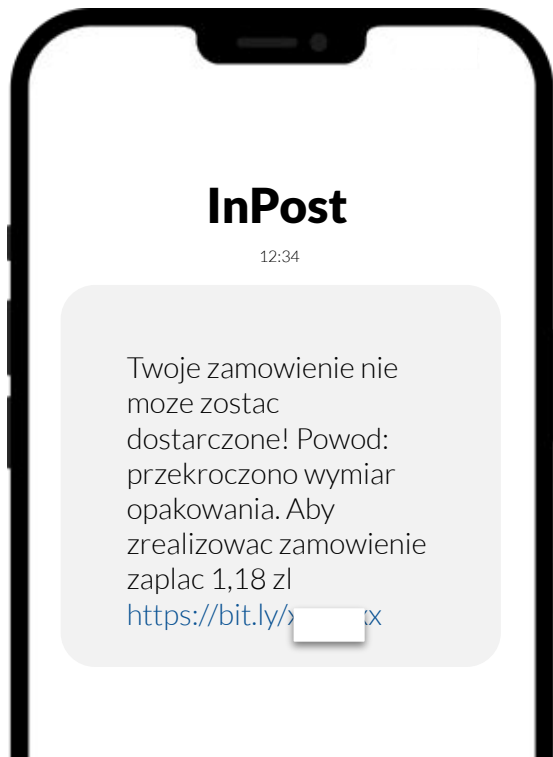 InPost
12:34
Twoje zamowienie nie
moze zostac
dostarczone! Powod:
przekroczono wymiar
opakowania. Aby
zrealizowac zamowienie
zaplac 1,18 zl
https://bit.ly/